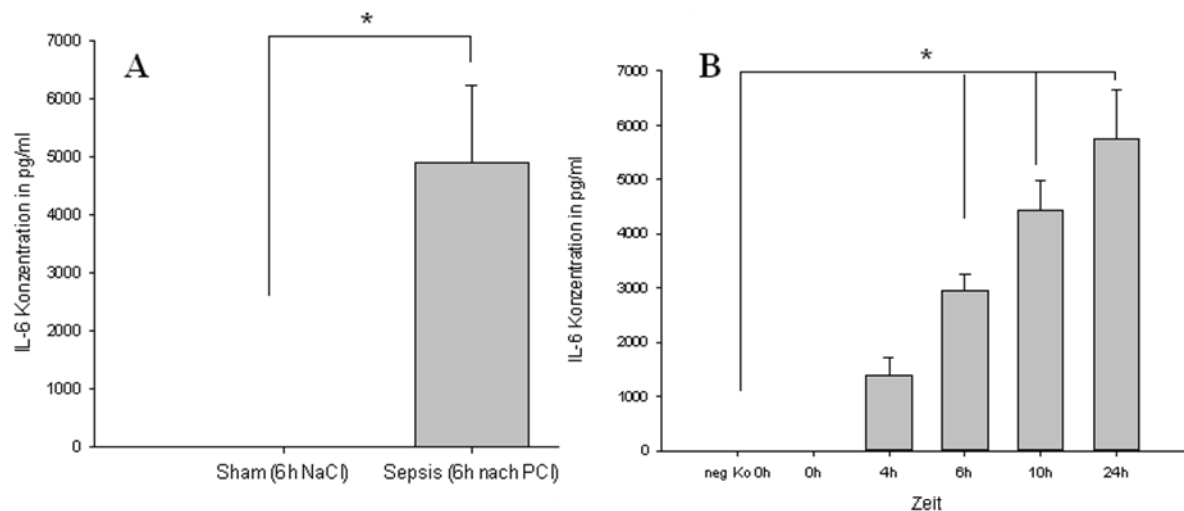 A
*
IL-6 Konzentration in pg/ml
7000
6000
5000
4000
3000
2000
1000
0
Sham (6h NaCl)
Sepsis (6h nach PCI)
B
*
IL-6 Konzentration in pg/ml
7000
6000
5000
4000
3000
2000
1000
0
neg Ko 0h
0h
4h
6h
10h
24h
Zeit